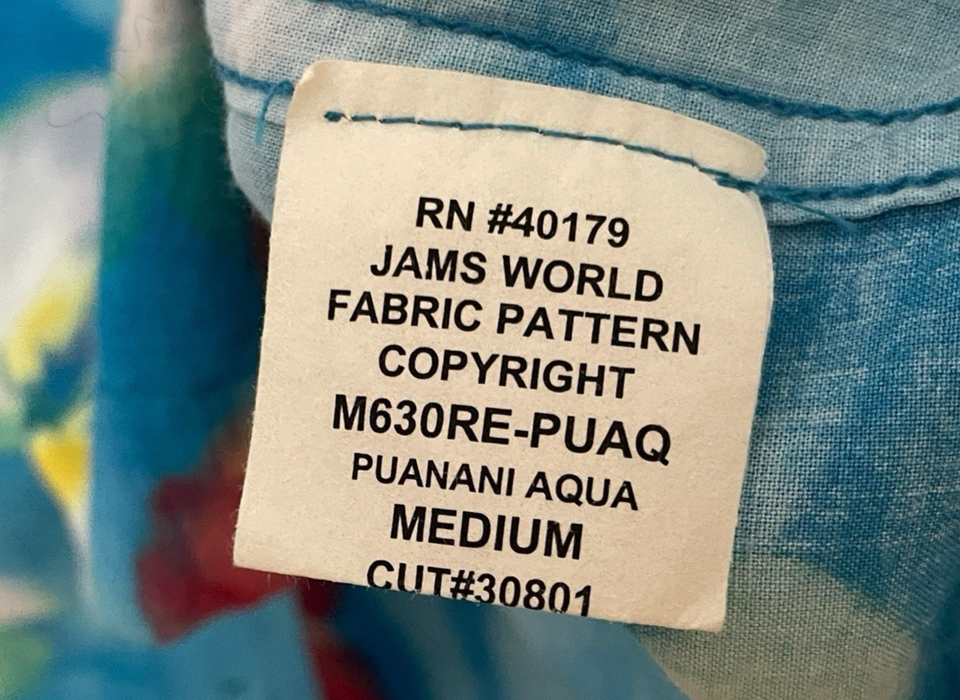 RN #40179
JAMS WORLD
FABRIC PATTERN
COPYRIGHT
M630RE-PUAQ
PUANANI AQUA
MEDIUM
CUT#30801